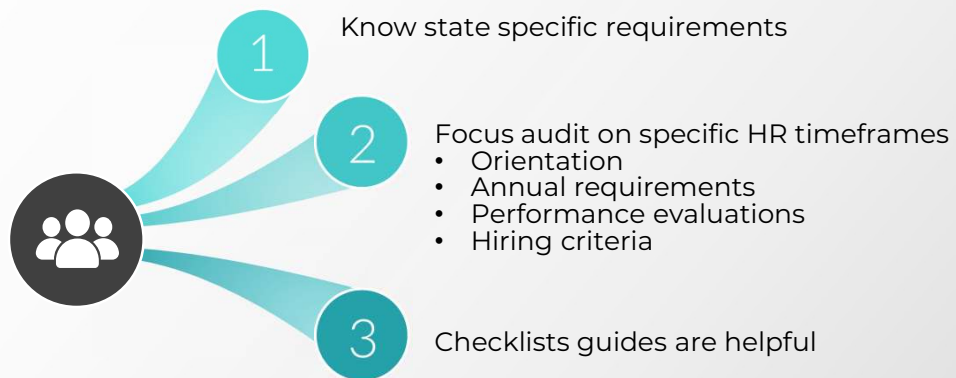 1
Know state specific requirements
2
Focus audit on specific HR timeframes
• Orientation
• Annual requirements
• Performance evaluations
• Hiring criteria
3
Checklists guides are helpful